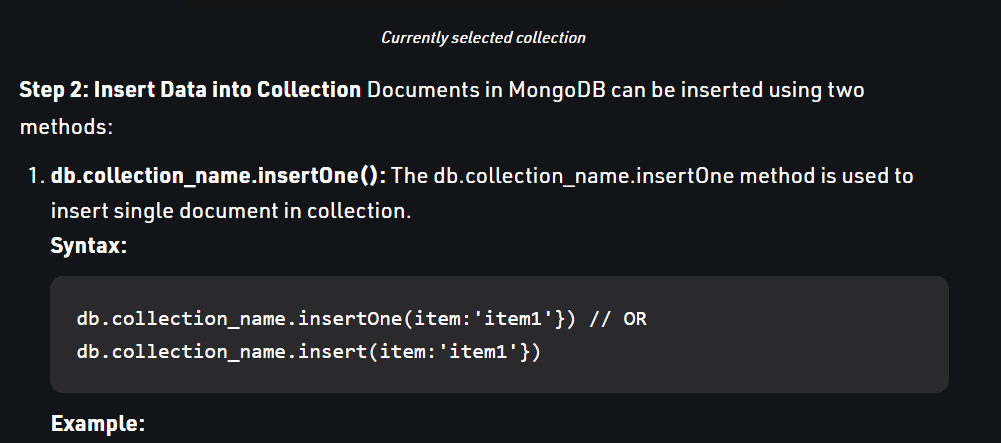 Currently selected collection
Step 2: Insert Data into Collection Documents in MongoDB can be inserted using two
methods:
1. db.collection_name.insertOne(): The db.collection_name.insertOne method is used to
insert single document in collection.
Syntax:
db.collection_name.insertOne(item:'item1'}) // OR
db.collection_name.insert(item:'item1'})
Example: